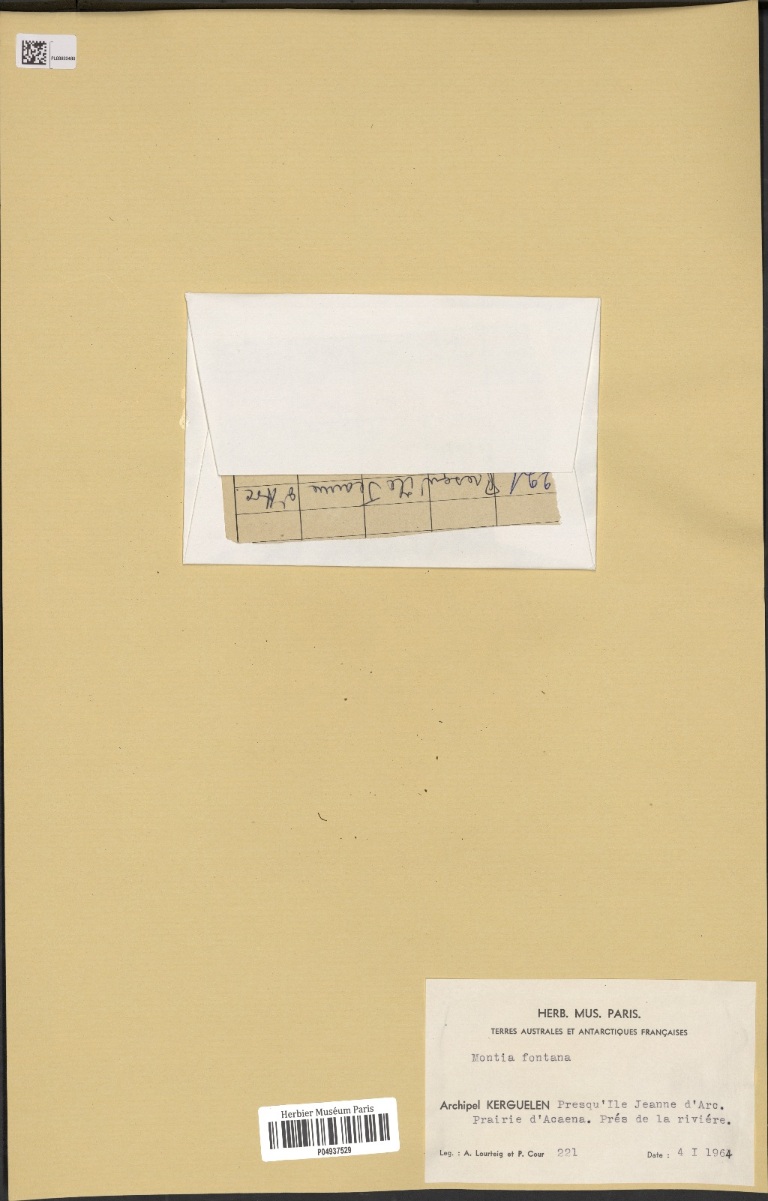 221 Presqu'Ile Jeanne d'Arc
HERB. MUS. PARIS.
TERRES AUSTRALES ET ANTARCTIQUES FRANÇAISES
Montia fontana
Archipel KERGUELEN Presqu'Ile Jeanne d'Arc.
Prairie d'Acaena. Prés de la riviére.
Leg. : A. Lourteig et P. Cour 221 Date : 4 I 1964
Herbier Muséum Paris
P04937529